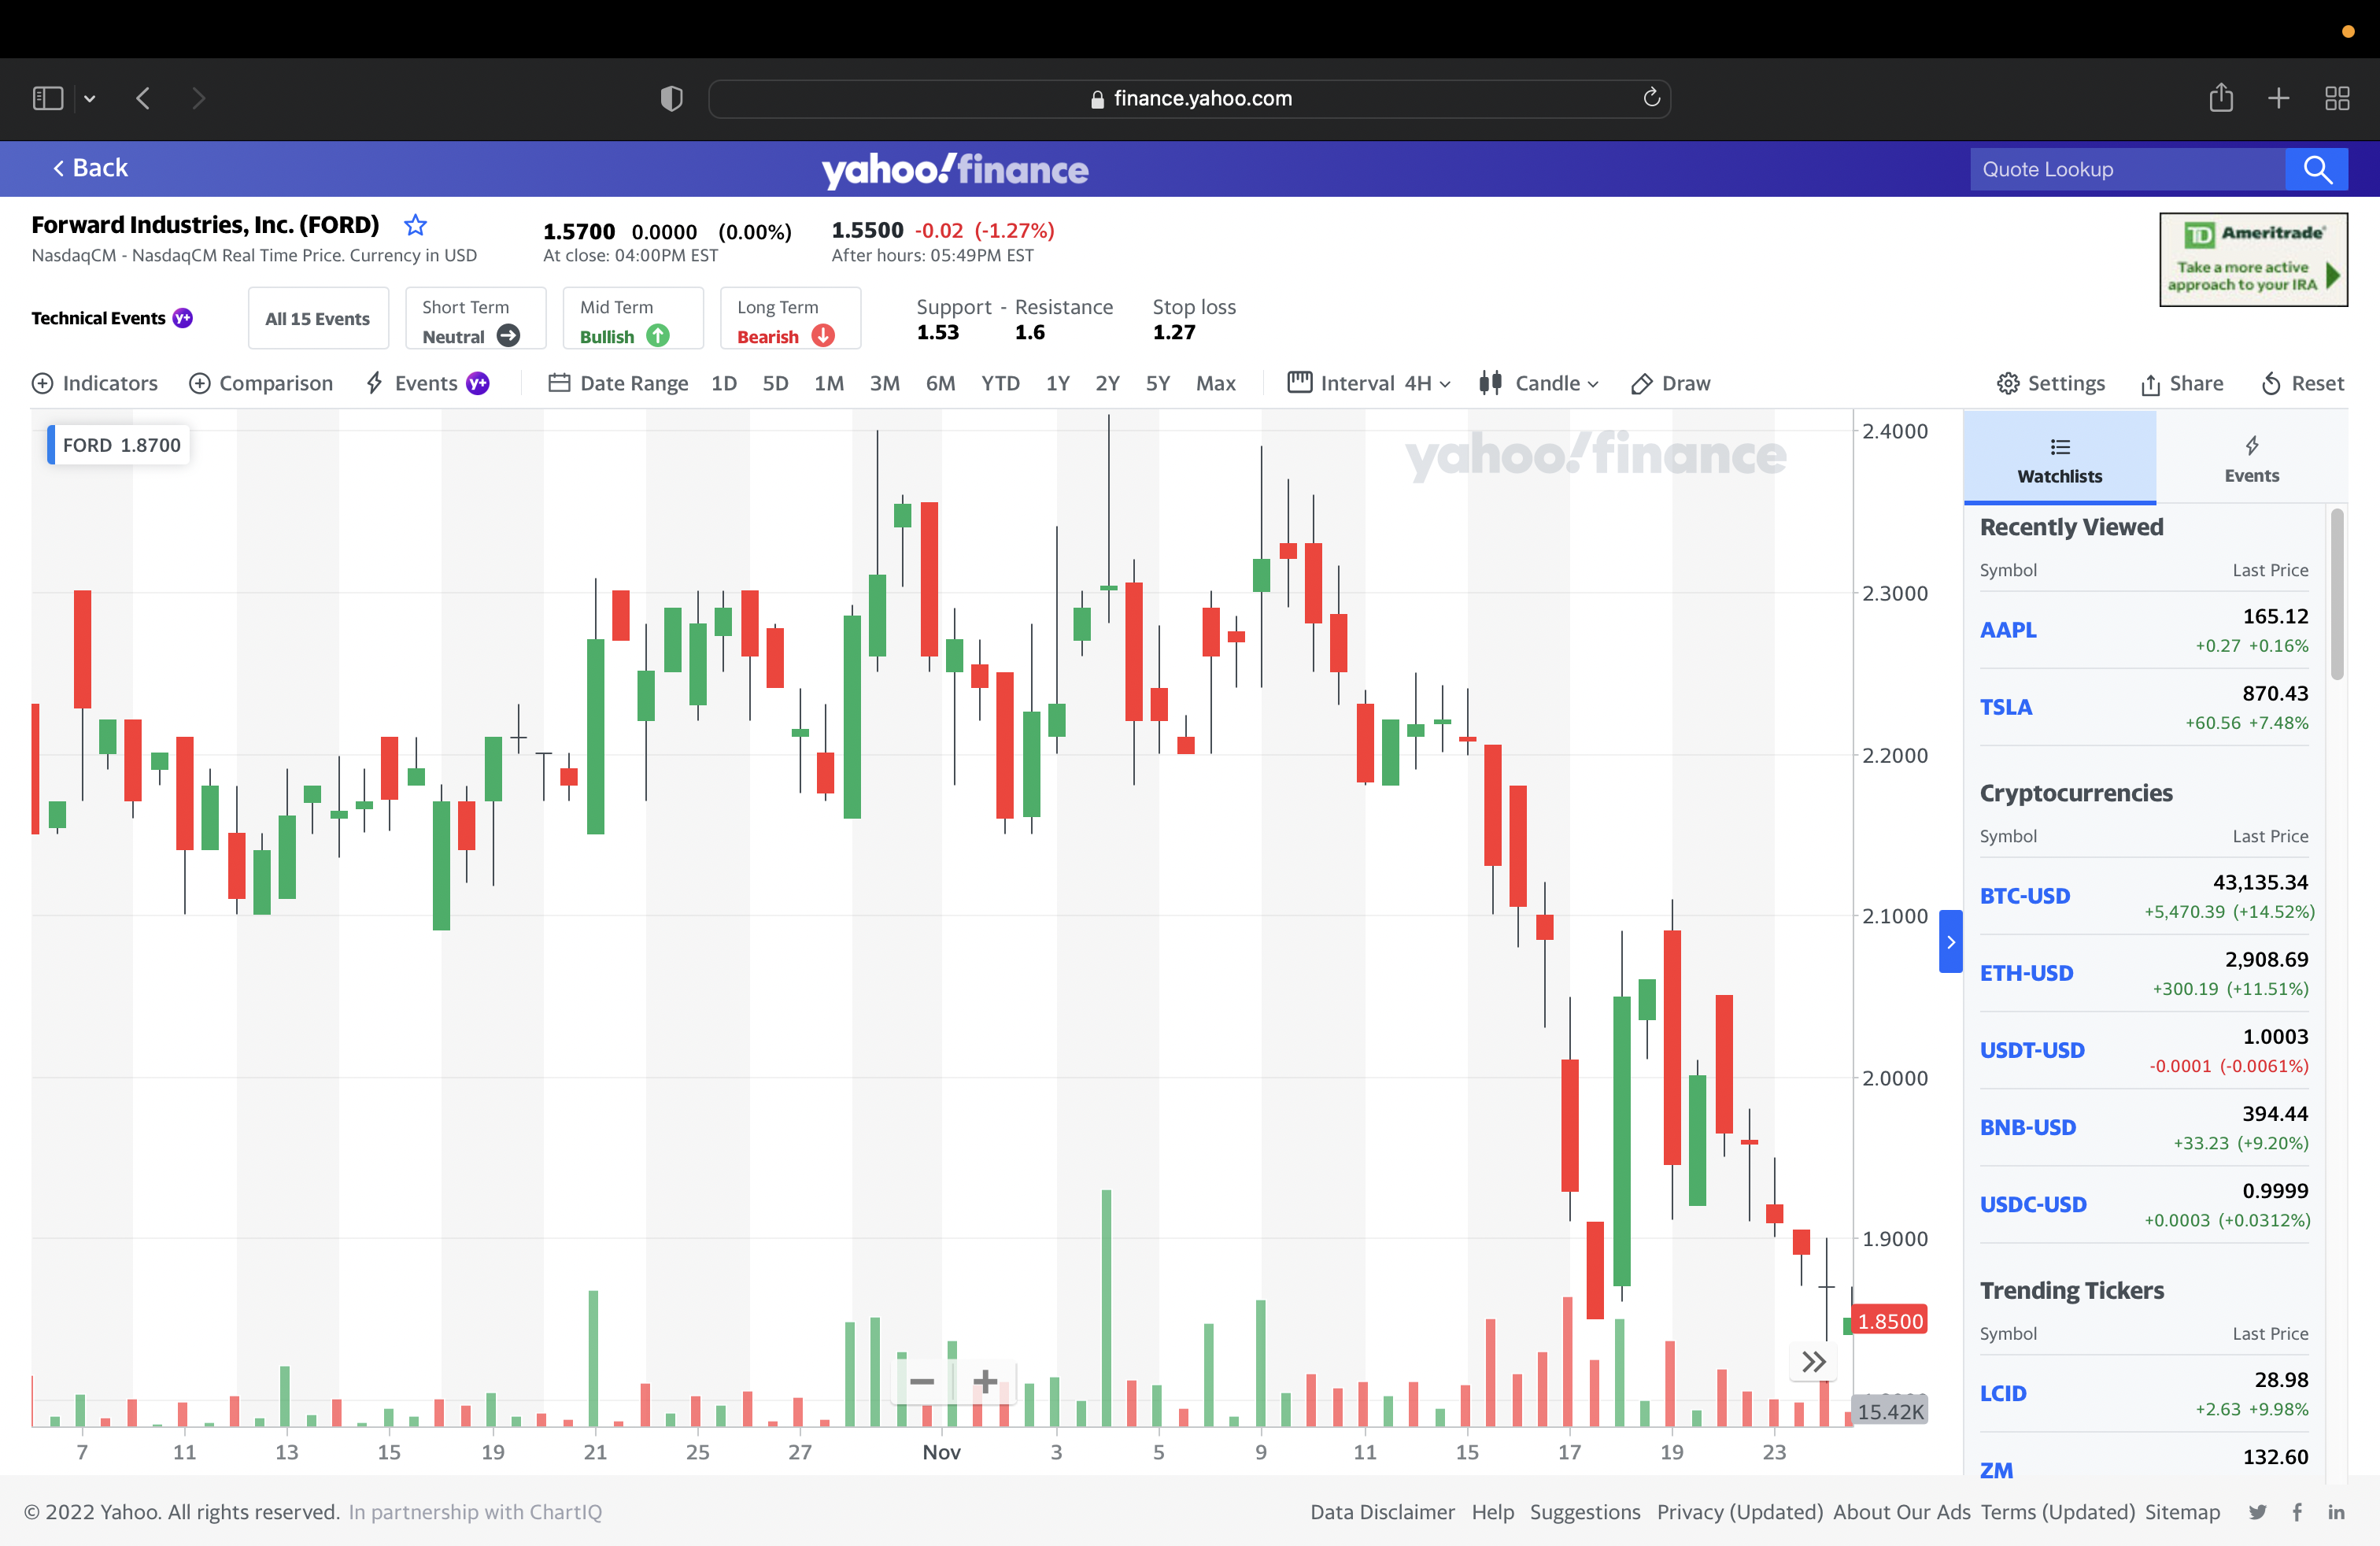 finance.yahoo.com
Back
yahoo!finance
Quote Lookup
Forward Industries, Inc. (FORD)
1.5700 0.0000 (0.00%)
1.5500 -0.02 (-1.27%)
NasdaqCM - NasdaqCM Real Time Price. Currency in USD
At close: 04:00PM EST
After hours: 05:49PM EST
TD Ameritrade
Take a more active
approach to your IRA
Technical Events y+
All 15 Events
Short Term
Neutral
Mid Term
Bullish
Long Term
Bearish
Support - Resistance
1.53 1.6
Stop loss
1.27
Indicators Comparison Events y+ Date Range 1D 5D 1M 3M 6M YTD 1Y 2Y 5Y Max Interval 4H Candle Draw Settings Share Reset
FORD 1.8700
yahoo!finance
2.4000
2.3000
2.2000
2.1000
2.0000
1.9000
1.8500
15.42K
7 11 13 15 19 21 25 27 Nov 3 5 9 11 15 17 19 23
Watchlists
Events
Recently Viewed
Symbol Last Price
AAPL 165.12
+0.27 +0.16%
TSLA 870.43
+60.56 +7.48%
Cryptocurrencies
Symbol Last Price
BTC-USD 43,135.34
+5,470.39 (+14.52%)
ETH-USD 2,908.69
+300.19 (+11.51%)
USDT-USD 1.0003
-0.0001 (-0.0061%)
BNB-USD 394.44
+33.23 (+9.20%)
USDC-USD 0.9999
+0.0003 (+0.0312%)
Trending Tickers
Symbol Last Price
LCID 28.98
+2.63 +9.98%
ZM 132.60
© 2022 Yahoo. All rights reserved. In partnership with ChartIQ
Data Disclaimer Help Suggestions Privacy (Updated) About Our Ads Terms (Updated) Sitemap